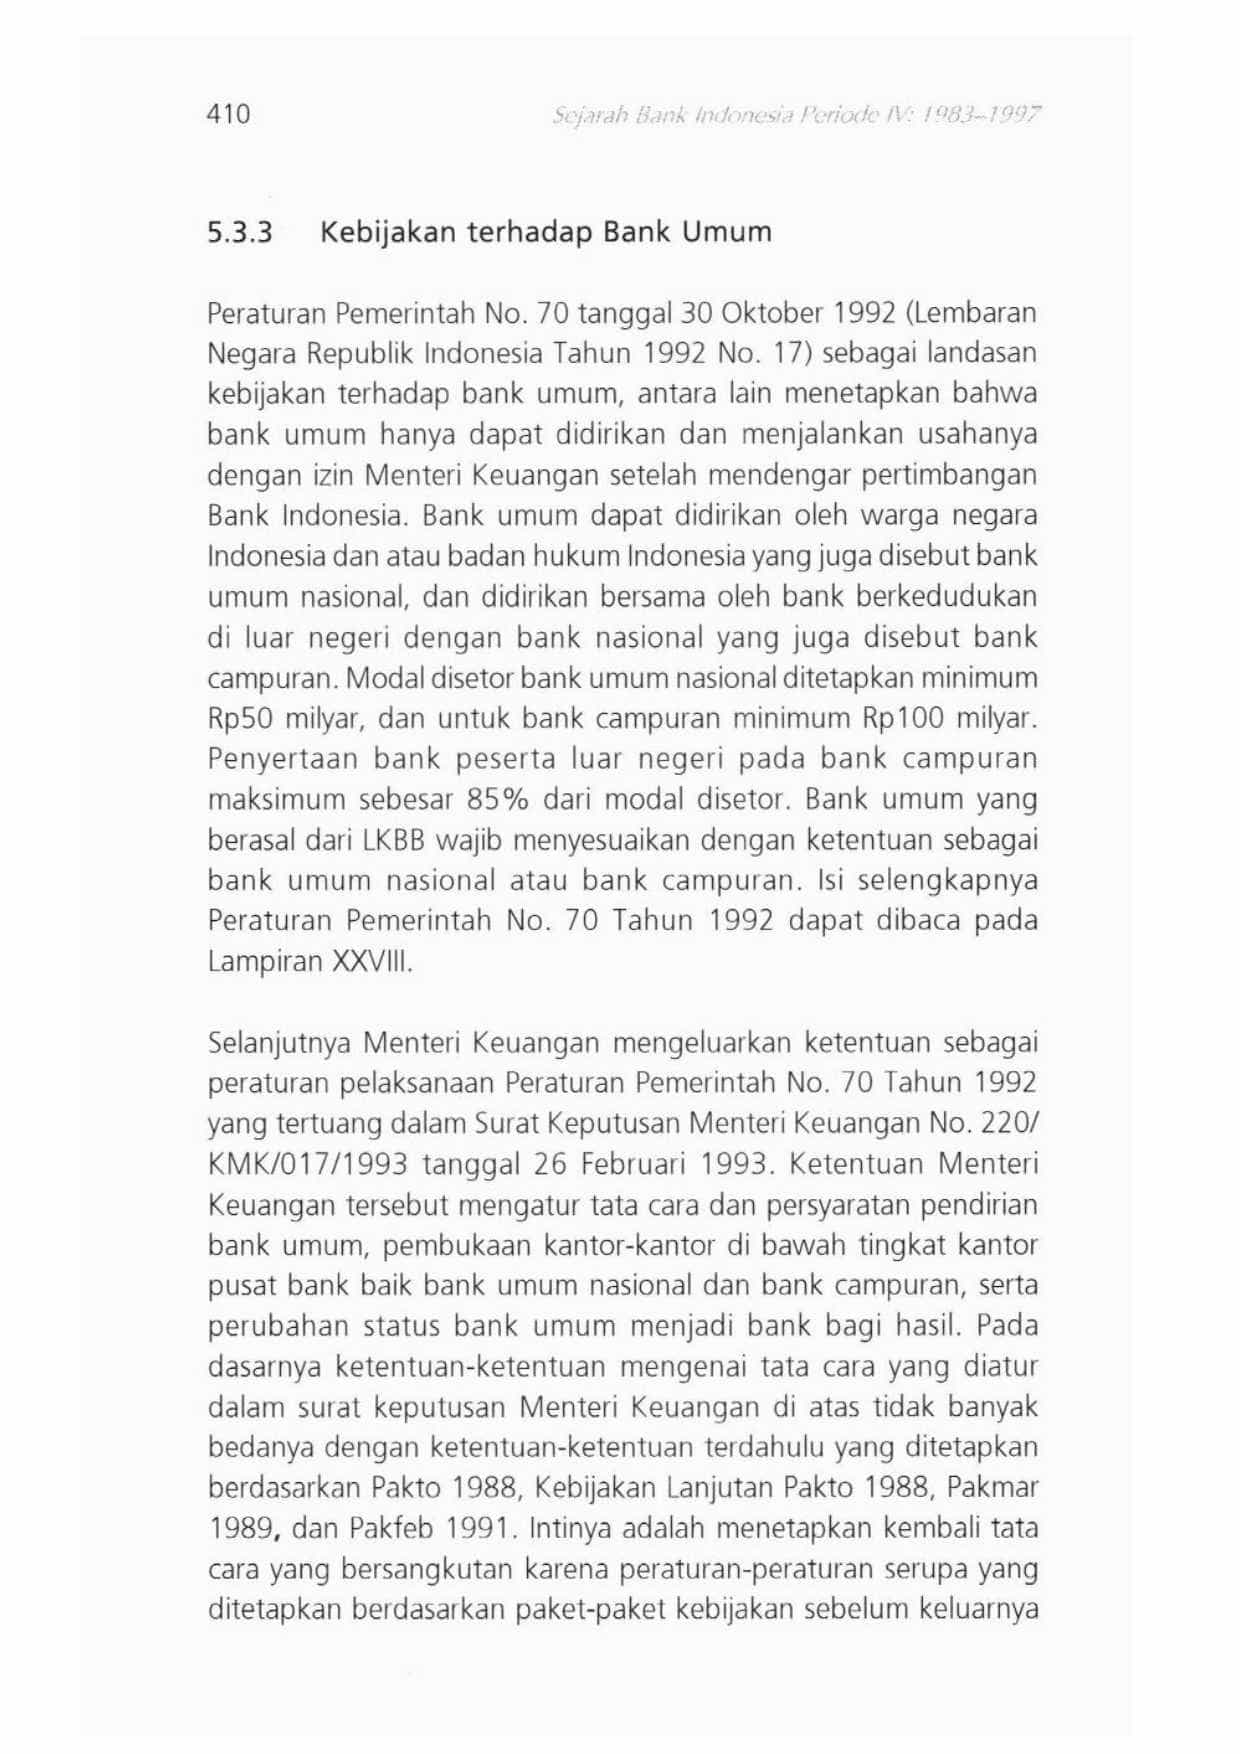 410
Sejarah Bank Indonesia Periode IV: 1983–1997
5.3.3 Kebijakan terhadap Bank Umum
Peraturan Pemerintah No. 70 tanggal 30 Oktober 1992 (Lembaran
Negara Republik Indonesia Tahun 1992 No. 17) sebagai landasan
kebijakan terhadap bank umum, antara lain menetapkan bahwa
bank umum hanya dapat didirikan dan menjalankan usahanya
dengan izin Menteri Keuangan setelah mendengar pertimbangan
Bank Indonesia. Bank umum dapat didirikan oleh warga negara
Indonesia dan atau badan hukum Indonesia yang juga disebut bank
umum nasional, dan didirikan bersama oleh bank berkedudukan
di luar negeri dengan bank nasional yang juga disebut bank
campuran. Modal disetor bank umum nasional ditetapkan minimum
Rp50 milyar, dan untuk bank campuran minimum Rp100 milyar.
Penyertaan bank peserta luar negeri pada bank campuran
maksimum sebesar 85% dari modal disetor. Bank umum yang
berasal dari LKBB wajib menyesuaikan dengan ketentuan sebagai
bank umum nasional atau bank campuran. Isi selengkapnya
Peraturan Pemerintah No. 70 Tahun 1992 dapat dibaca pada
Lampiran XXVIII.
Selanjutnya Menteri Keuangan mengeluarkan ketentuan sebagai
peraturan pelaksanaan Peraturan Pemerintah No. 70 Tahun 1992
yang tertuang dalam Surat Keputusan Menteri Keuangan No. 220/
KMK/017/1993 tanggal 26 Februari 1993. Ketentuan Menteri
Keuangan tersebut mengatur tata cara dan persyaratan pendirian
bank umum, pembukaan kantor-kantor di bawah tingkat kantor
pusat bank baik bank umum nasional dan bank campuran, serta
perubahan status bank umum menjadi bank bagi hasil. Pada
dasarnya ketentuan-ketentuan mengenai tata cara yang diatur
dalam surat keputusan Menteri Keuangan di atas tidak banyak
bedanya dengan ketentuan-ketentuan terdahulu yang ditetapkan
berdasarkan Pakto 1988, Kebijakan Lanjutan Pakto 1988, Pakmar
1989, dan Pakfeb 1991. Intinya adalah menetapkan kembali tata
cara yang bersangkutan karena peraturan-peraturan serupa yang
ditetapkan berdasarkan paket-paket kebijakan sebelum keluarnya